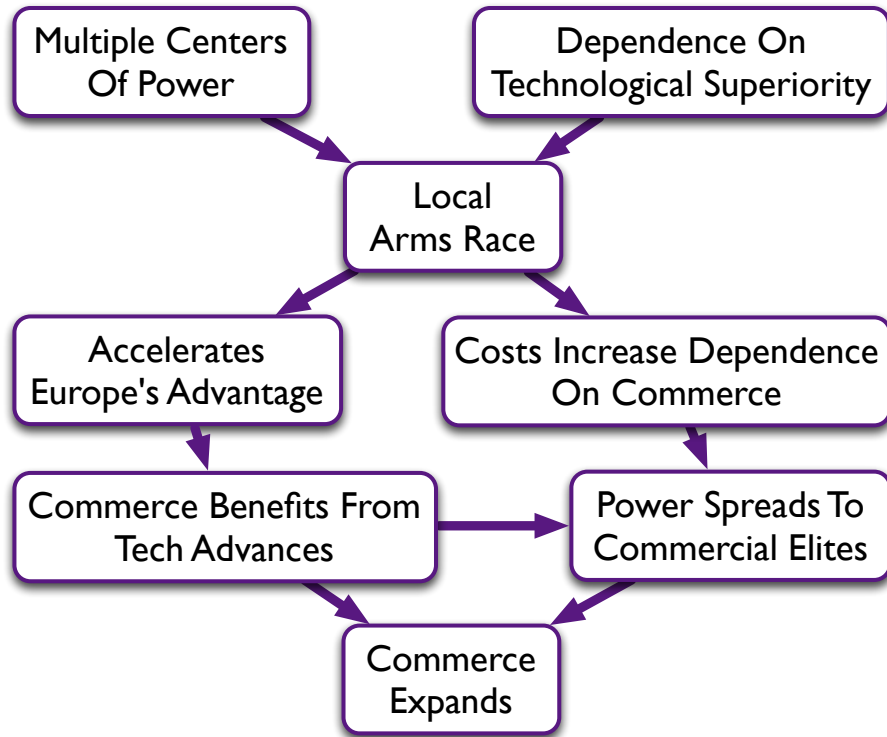 Multiple Centers
Of Power
Dependence On
Technological Superiority
Local
Arms Race
Accelerates
Europe's Advantage
Costs Increase Dependence
On Commerce
Commerce Benefits From
Tech Advances
Power Spreads To
Commercial Elites
Commerce
Expands